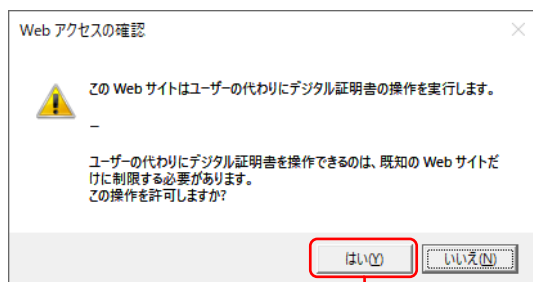 Web アクセスの確認
この Web サイトはユーザーの代わりにデジタル証明書の操作を実行します。
–
ユーザーの代わりにデジタル証明書を操作できるのは、既知の Web サイトだ
けに制限する必要があります。
この操作を許可しますか?
はい(Y) いいえ(N)